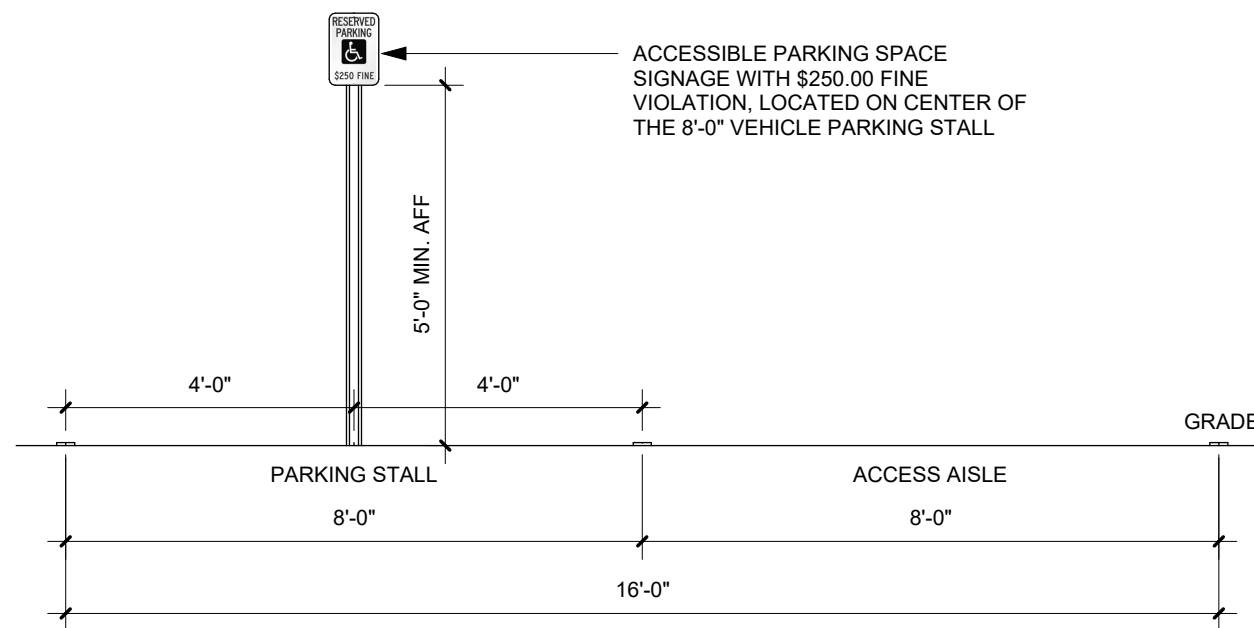 RESERVED
PARKING
$250 FINE
ACCESSIBLE PARKING SPACE
SIGNAGE WITH $250.00 FINE
VIOLATION, LOCATED ON CENTER OF
THE 8'-0" VEHICLE PARKING STALL
5'-0" MIN. AFF
4'-0"
4'-0"
GRADE
PARKING STALL
ACCESS AISLE
8'-0"
8'-0"
16'-0"